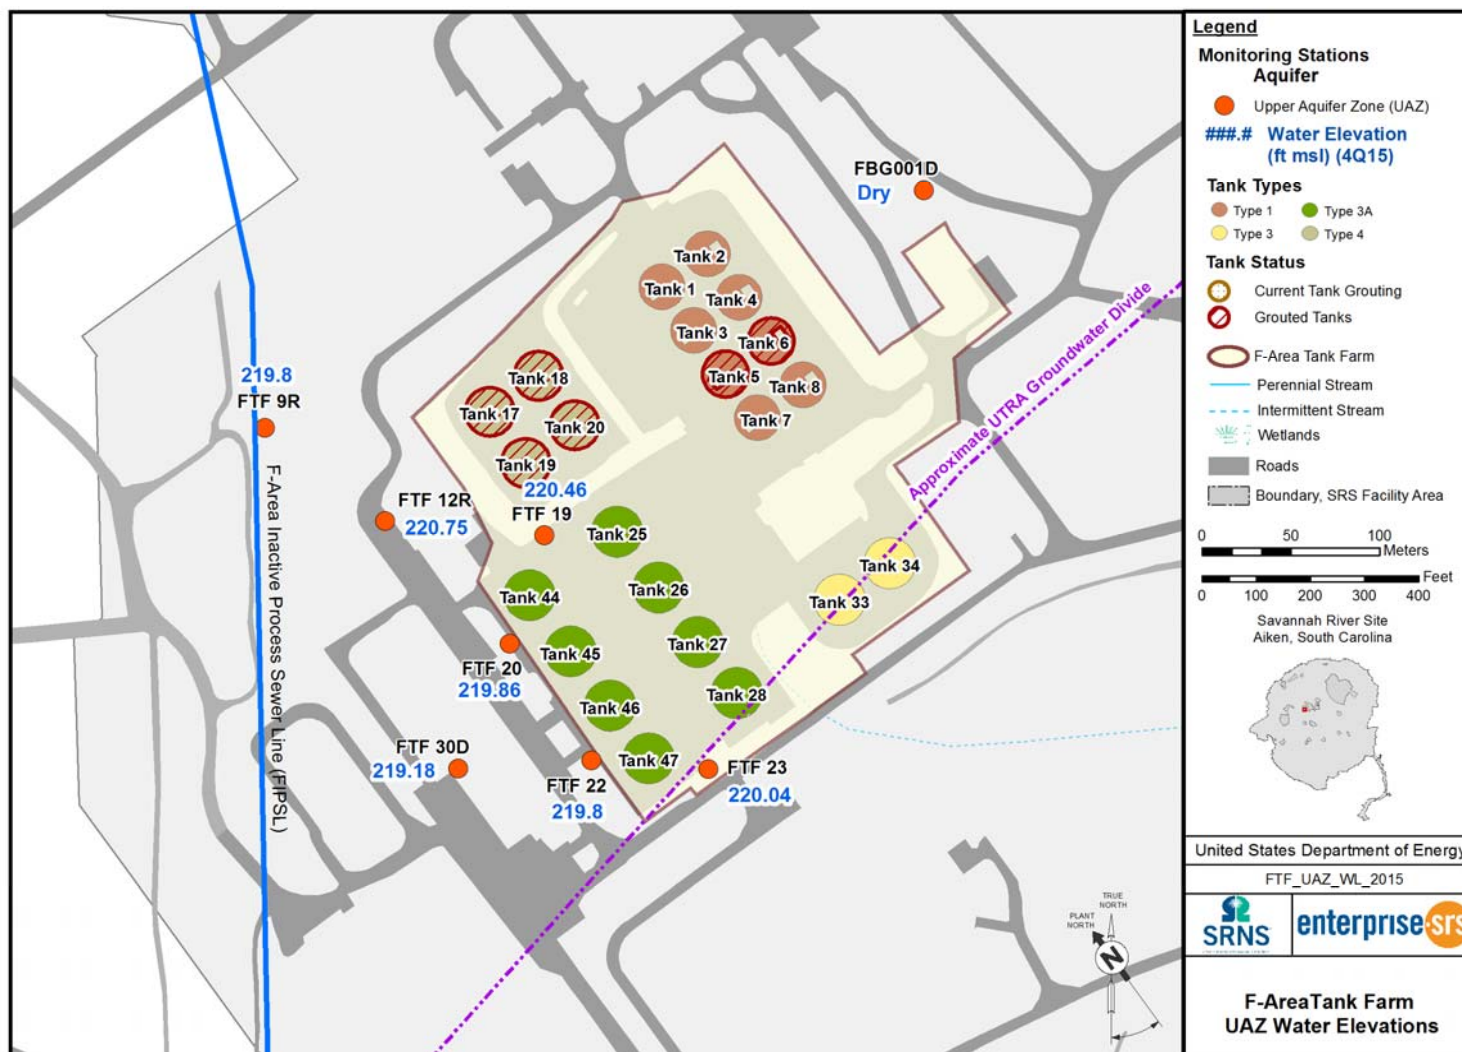 FBG001D
Dry
Tank 2
Tank 1
Tank 4
Tank 3
Tank 6
Tank 5
Tank 8
Tank 7
Approximate UTRA Groundwater Divide
219.8
FTF 9R
Tank 18
Tank 17
Tank 20
Tank 19
220.46
FTF 19
FTF 12R
220.75
F-Area Inactive Process Sewer Line (FIPSL)
Tank 25
Tank 34
Tank 44
Tank 26
Tank 33
Tank 45
Tank 27
FTF 20
219.86
Tank 28
Tank 46
FTF 30D
219.18
Tank 47
FTF 22
219.8
FTF 23
220.04
TRUE
NORTH
PLANT
NORTH
N
Legend
Monitoring Stations
Aquifer
Upper Aquifer Zone (UAZ)
###.# Water Elevation
(ft msl) (4Q15)
Tank Types
Type 1 Type 3A
Type 3 Type 4
Tank Status
Current Tank Grouting
Grouted Tanks
F-Area Tank Farm
Perennial Stream
Intermittent Stream
Wetlands
Roads
Boundary, SRS Facility Area
0 50 100
Meters
Feet
0 100 200 300 400
Savannah River Site
Aiken, South Carolina
United States Department of Energy
FTF_UAZ_WL_2015
SRNS
enterprise·srs
F-AreaTank Farm
UAZ Water Elevations